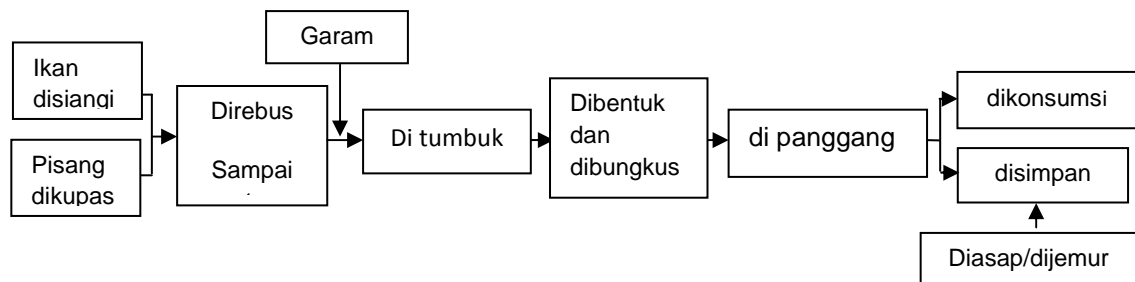 Garam
Ikan
disiangi
Pisang
dikupas
Direbus
Sampai
Di tumbuk
Dibentuk
dan
dibungkus
di panggang
dikonsumsi
disimpan
Diasap/dijemur